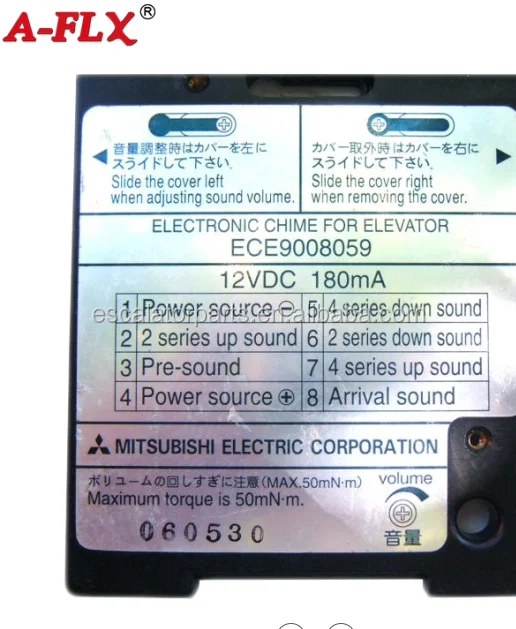 A-FLX®
音量調整時はカバーを左に
スライドして下さい.
Slide the cover left
when adjusting sound volume.
カバー取外時はカバーを右に
スライドして下さい.
Slide the cover right
when removing the cover.
ELECTRONIC CHIME FOR ELEVATOR
ECE9008059
12VDC 180mA
1 Power source ⊖ 5 4 series down sound
2 2 series up sound 6 2 series down sound
3 Pre-sound 7 4 series up sound
4 Power source ⊕ 8 Arrival sound
escalatorparts.en.alibaba.com
MITSUBISHI ELECTRIC CORPORATION
ボリュームの回しすぎに注意(MAX.50mN·m)
Maximum torque is 50mN·m.
volume
音量
060530